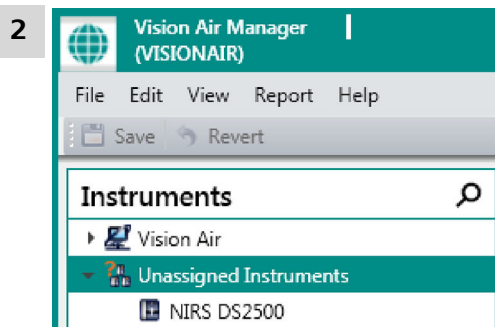 2
Vision Air Manager
(VISIONAIR)
File Edit View Report Help
Save Revert
Instruments
Vision Air
Unassigned Instruments
NIRS DS2500